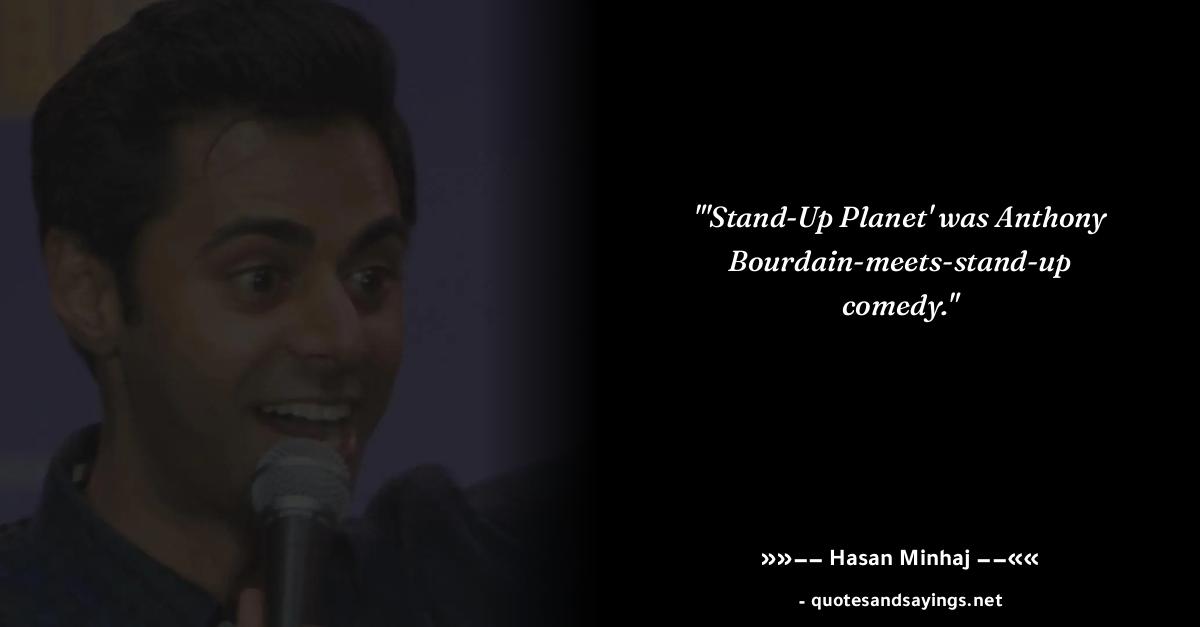 "'Stand-Up Planet' was Anthony
Bourdain-meets-stand-up
comedy."
»»−− Hasan Minhaj −−««
- quotesandsayings.net